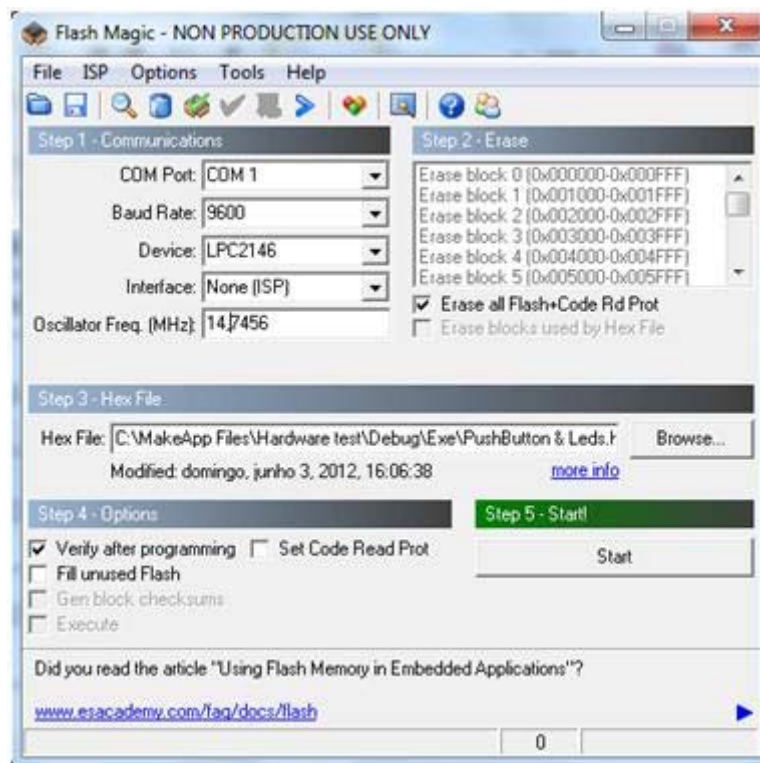 Flash Magic - NON PRODUCTION USE ONLY
File ISP Options Tools Help
Step 1 - Communications
COM Port: COM 1
Baud Rate: 9600
Device: LPC2146
Interface: None (ISP)
Oscillator Freq. (MHz): 14.7456
Step 2 - Erase
Erase block 0 (0x000000-0x000FFF)
Erase block 1 (0x001000-0x001FFF)
Erase block 2 (0x002000-0x002FFF)
Erase block 3 (0x003000-0x003FFF)
Erase block 4 (0x004000-0x004FFF)
Erase block 5 (0x005000-0x005FFF)
Erase all Flash+Code Rd Prot
Erase blocks used by Hex File
Step 3 - Hex File
Hex File: C:\MakeApp Files\Hardware test\Debug\Exe\PushButton & Leds.h Browse...
Modified: domingo, junho 3, 2012, 16:06:38 more info
Step 4 - Options
Verify after programming Set Code Read Prot
Fill unused Flash
Gen block checksums
Execute
Step 5 - Start!
Start
Did you read the article "Using Flash Memory in Embedded Applications"?
www.esacademy.com/faq/docs/flash
0